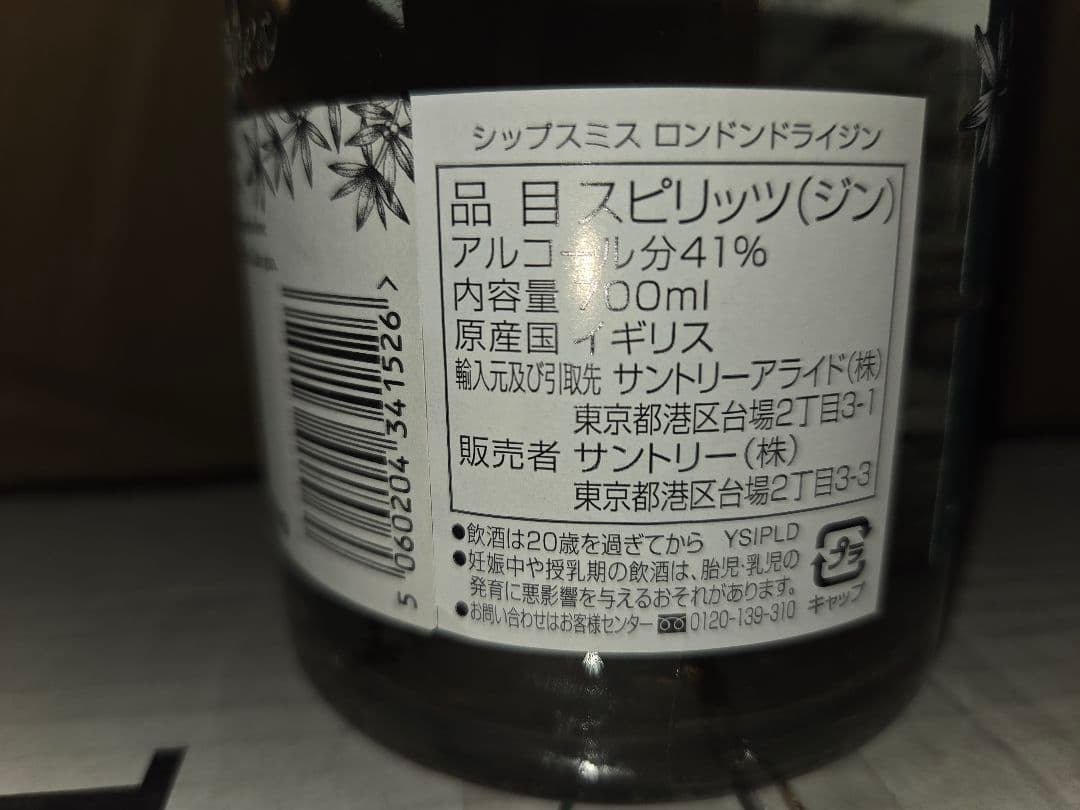 シップスミス ロンドンドライジン
品 目 スピリッツ(ジン)
アルコール分41%
内容量 700ml
原産国 イギリス
輸入元及び引取先 サントリーアライド(株)
東京都港区台場2丁目3-1
販売者 サントリー(株)
東京都港区台場2丁目3-3
●飲酒は20歳を過ぎてから YSIPLD
●妊娠中や授乳期の飲酒は、胎児・乳児の
発育に悪影響を与えるおそれがあります。
●お問い合わせはお客様センター 0120-139-310
プラ
キャップ
5 060204 341526 >